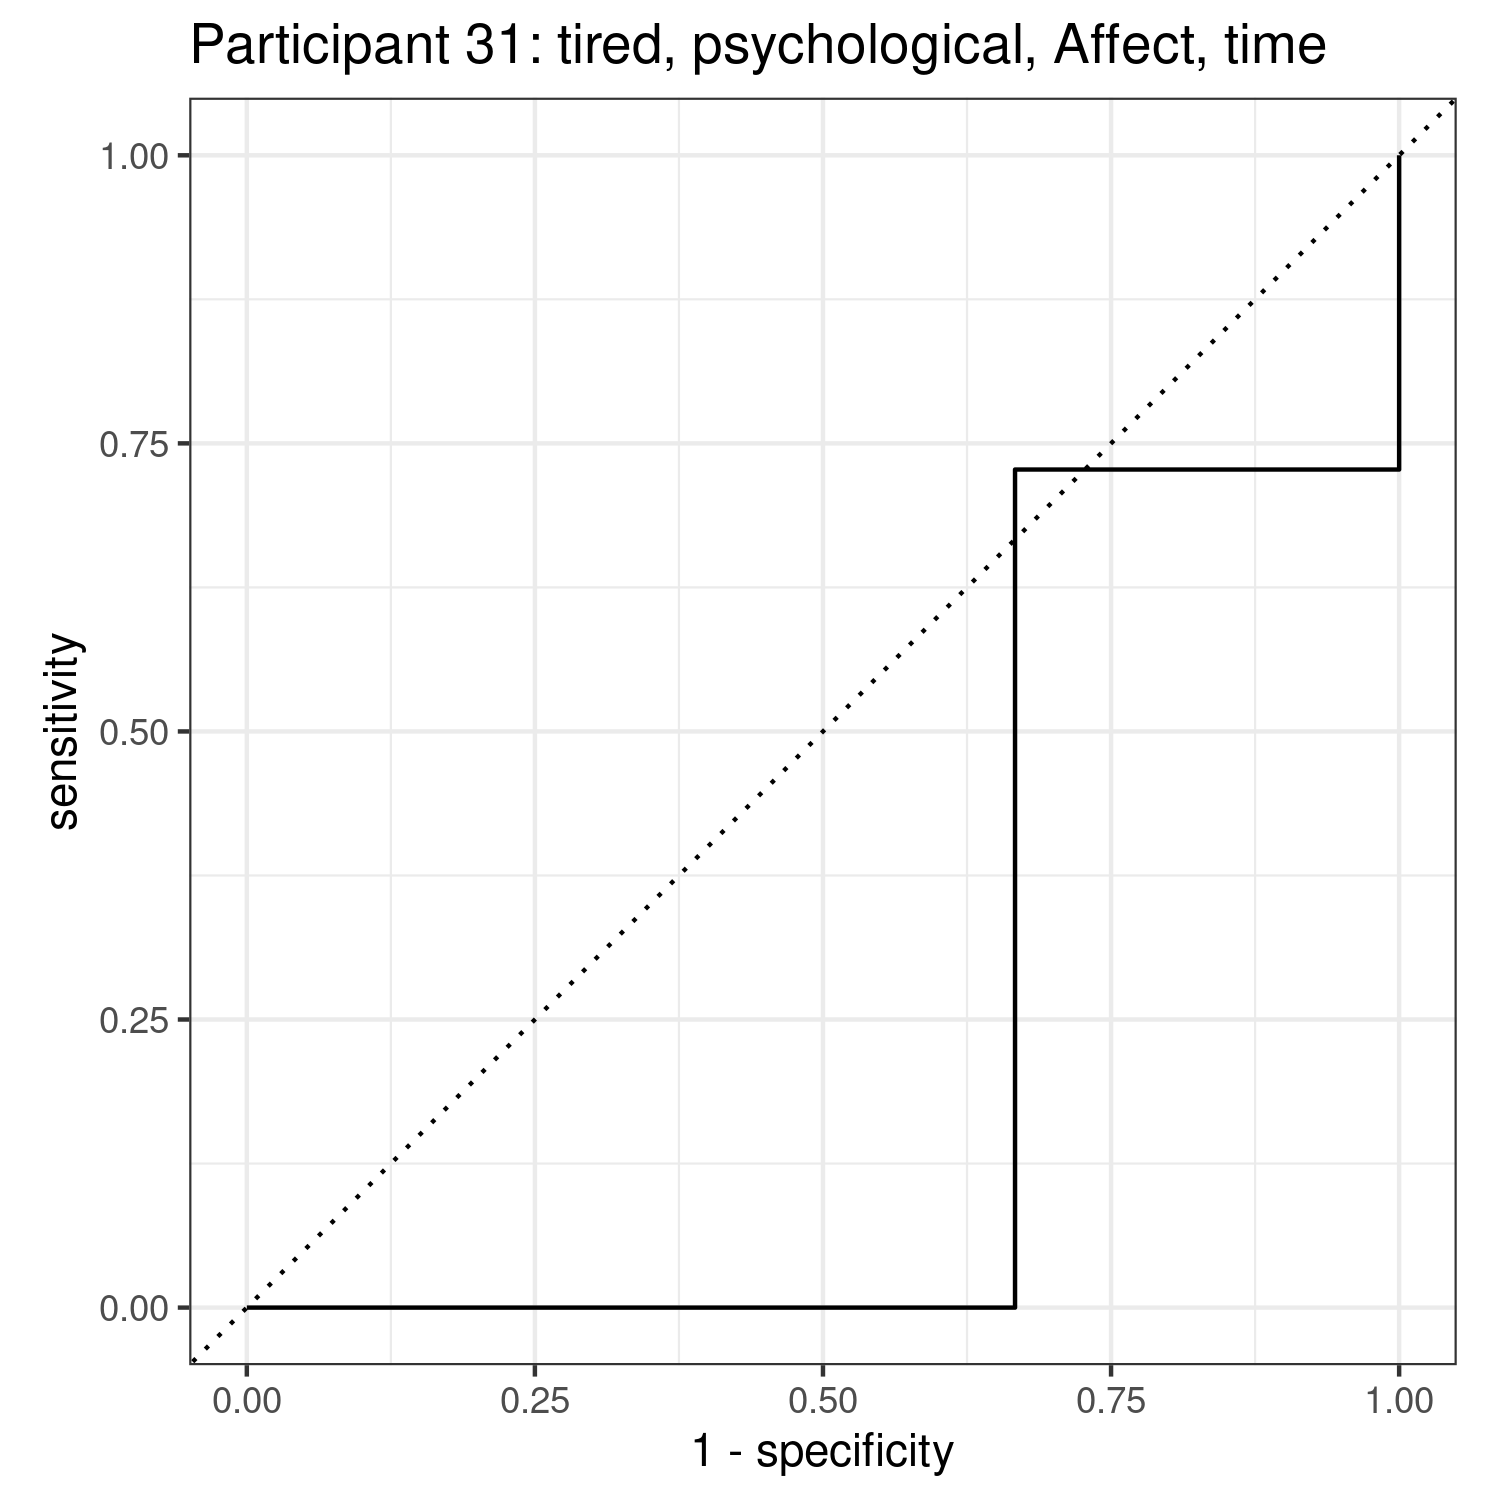 Participant 31: tired, psychological, Affect, time
1.00
0.75
0.50
0.25
0.00
sensitivity
0.00 0.25 0.50 0.75 1.00
1 - specificity